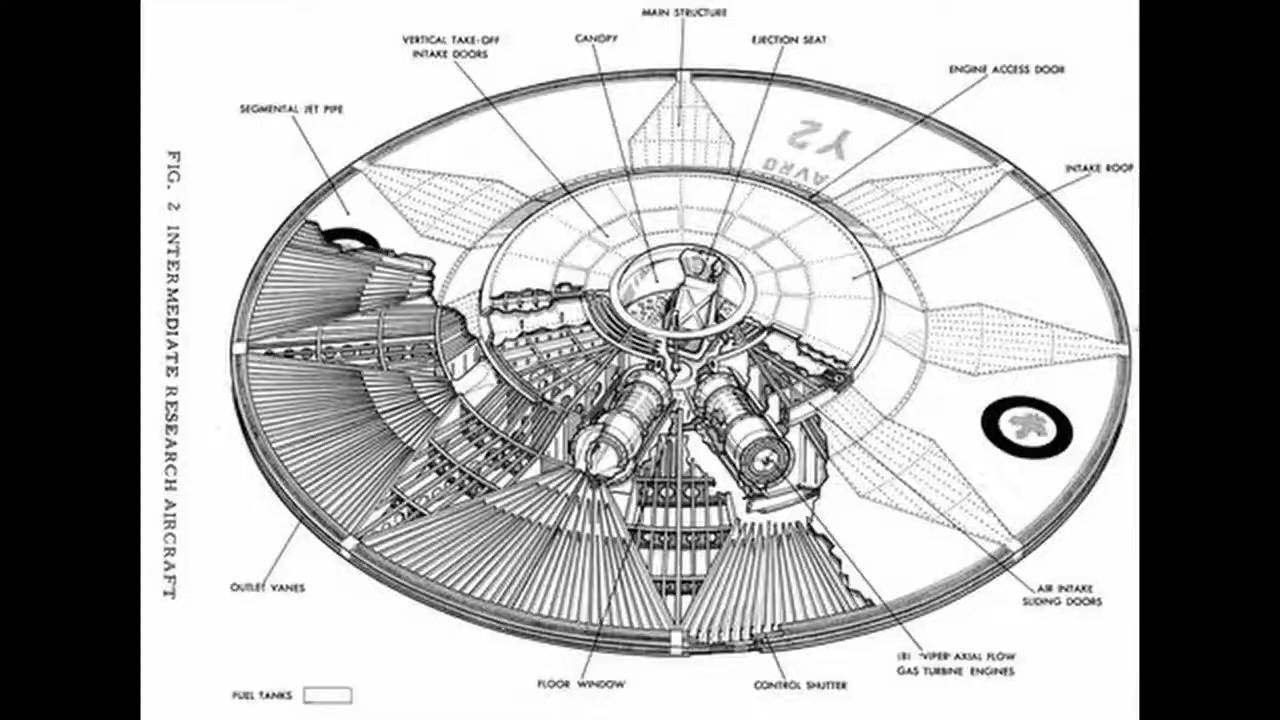 MAIN STRUCTURE
VERTICAL TAKE-OFF
INTAKE DOORS
CANOPY
EJECTION SEAT
ENGINE ACCESS DOOR
SEGMENTAL JET PIPE
INTAKE ROOF
AVRO
Y2
FIG. 2 INTERMEDIATE RESEARCH AIRCRAFT
OUTLET VANES
AIR INTAKE
SLIDING DOORS
(8) 'VIPER' AXIAL FLOW
GAS TURBINE ENGINES
FLOOR WINDOW
CONTROL SHUTTER
FUEL TANKS